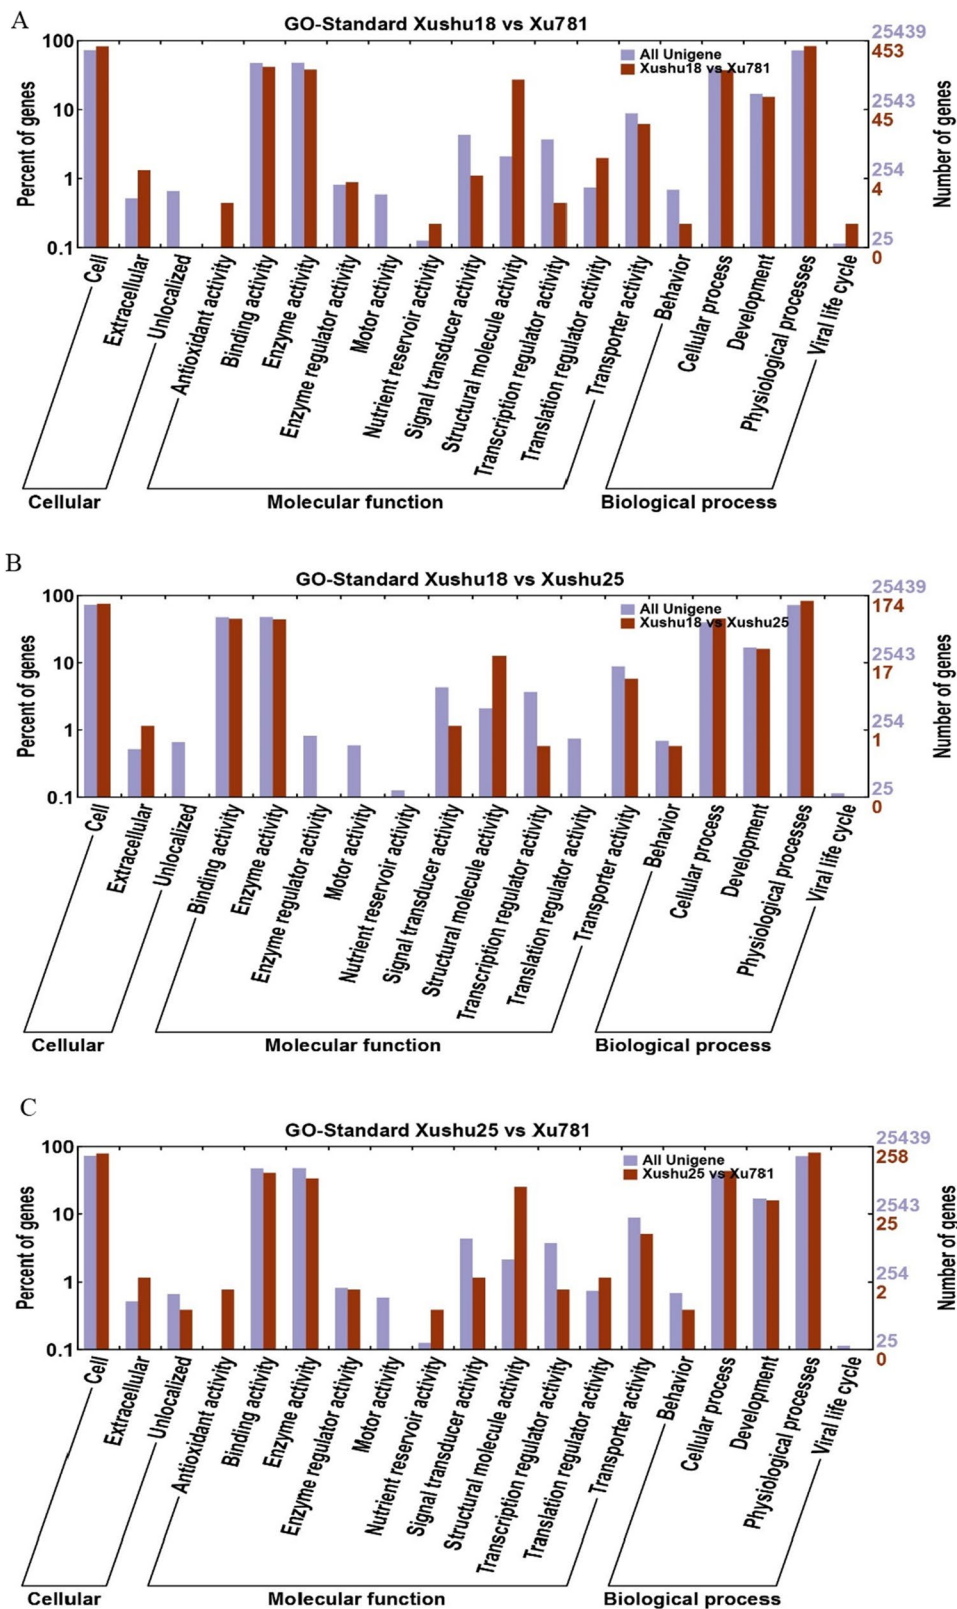 A
GO-Standard Xushu18 vs Xu781
100
10
1
0.1
Percent of genes
All Unigene
Xushu18 vs Xu781
25439
453
2543
45
254
4
25
0
Number of genes
Cell
Extracellular
Unlocalized
Antioxidant activity
Binding activity
Enzyme activity
Enzyme regulator activity
Motor activity
Nutrient reservoir activity
Signal transducer activity
Structural molecule activity
Transcription regulator activity
Translation regulator activity
Transporter activity
Behavior
Cellular process
Development
Physiological processes
Viral life cycle
Cellular
Molecular function
Biological process
B
GO-Standard Xushu18 vs Xushu25
100
10
1
0.1
Percent of genes
All Unigene
Xushu18 vs Xushu25
25439
174
2543
17
254
1
25
0
Number of genes
Cell
Extracellular
Unlocalized
Binding activity
Enzyme activity
Enzyme regulator activity
Motor activity
Nutrient reservoir activity
Signal transducer activity
Structural molecule activity
Transcription regulator activity
Translation regulator activity
Transporter activity
Behavior
Cellular process
Development
Physiological processes
Viral life cycle
Cellular
Molecular function
Biological process
C
GO-Standard Xushu25 vs Xu781
100
10
1
0.1
Percent of genes
All Unigene
Xushu25 vs Xu781
25439
258
2543
25
254
2
25
0
Number of genes
Cell
Extracellular
Unlocalized
Antioxidant activity
Binding activity
Enzyme activity
Enzyme regulator activity
Motor activity
Nutrient reservoir activity
Signal transducer activity
Structural molecule activity
Transcription regulator activity
Translation regulator activity
Transporter activity
Behavior
Cellular process
Development
Physiological processes
Viral life cycle
Cellular
Molecular function
Biological process